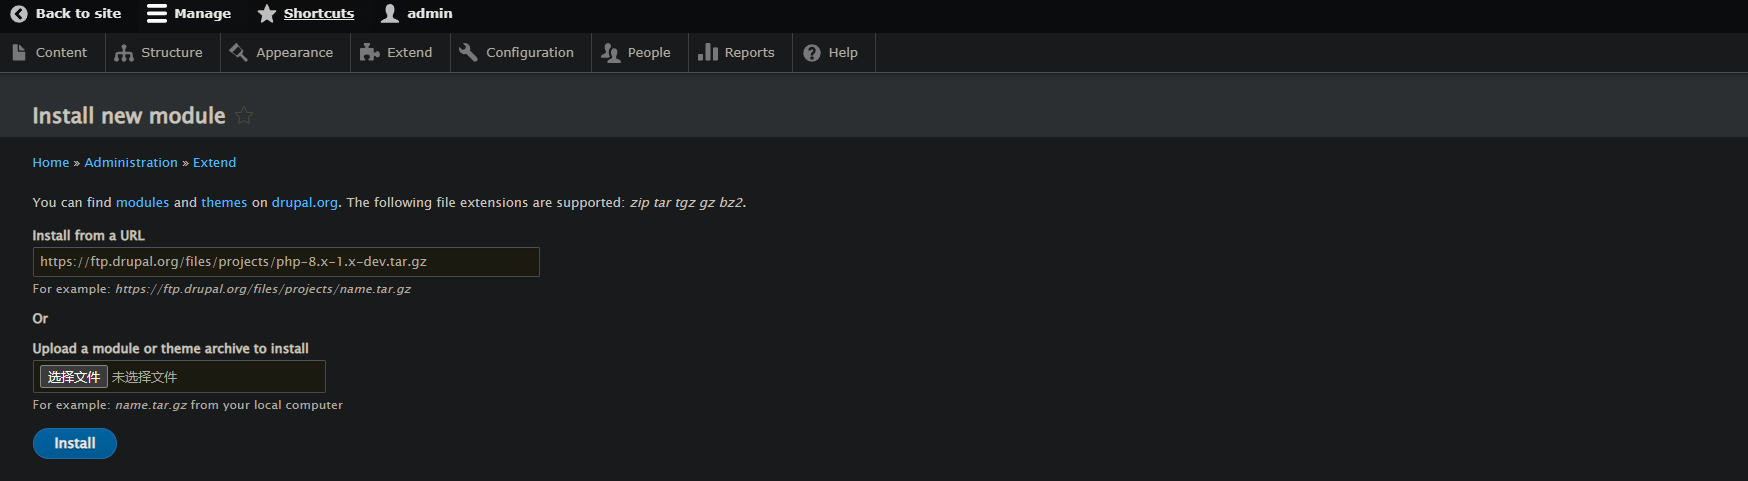 Back to site Manage Shortcuts admin
Content Structure Appearance Extend Configuration People Reports Help
Install new module
Home » Administration » Extend
You can find modules and themes on drupal.org. The following file extensions are supported: zip tar tgz gz bz2.
Install from a URL
https://ftp.drupal.org/files/projects/php-8.x-1.x-dev.tar.gz
For example: https://ftp.drupal.org/files/projects/name.tar.gz
Or
Upload a module or theme archive to install
选择文件 未选择文件
For example: name.tar.gz from your local computer
Install